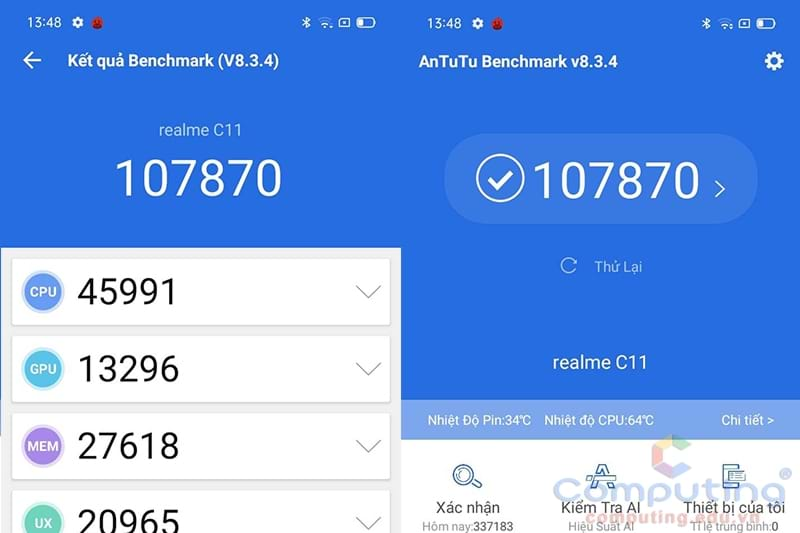 13:48
Kết quả Benchmark (V8.3.4)
realme C11
107870
CPU 45991
GPU 13296
MEM 27618
UX 20965
13:48
AnTuTu Benchmark v8.3.4
107870
Thử Lại
realme C11
Nhiệt Độ Pin:34℃ Nhiệt độ CPU:64℃ Chi tiết >
Xác nhận
Hôm nay:337183
Kiểm Tra AI
Hiệu Suất AI
Thiết bị của tôi
Tỉ lệ trung bình:0
Computing®
computing.edu.vn